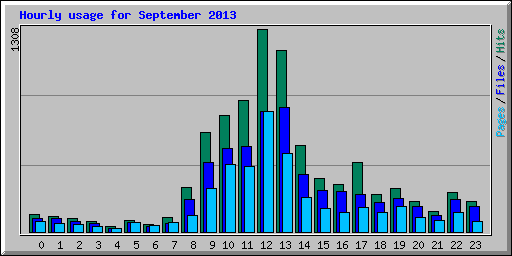 Hourly usage for September 2013
1308
Pages/Files/Hits
0 1 2 3 4 5 6 7 8 9 10 11 12 13 14 15 16 17 18 19 20 21 22 23